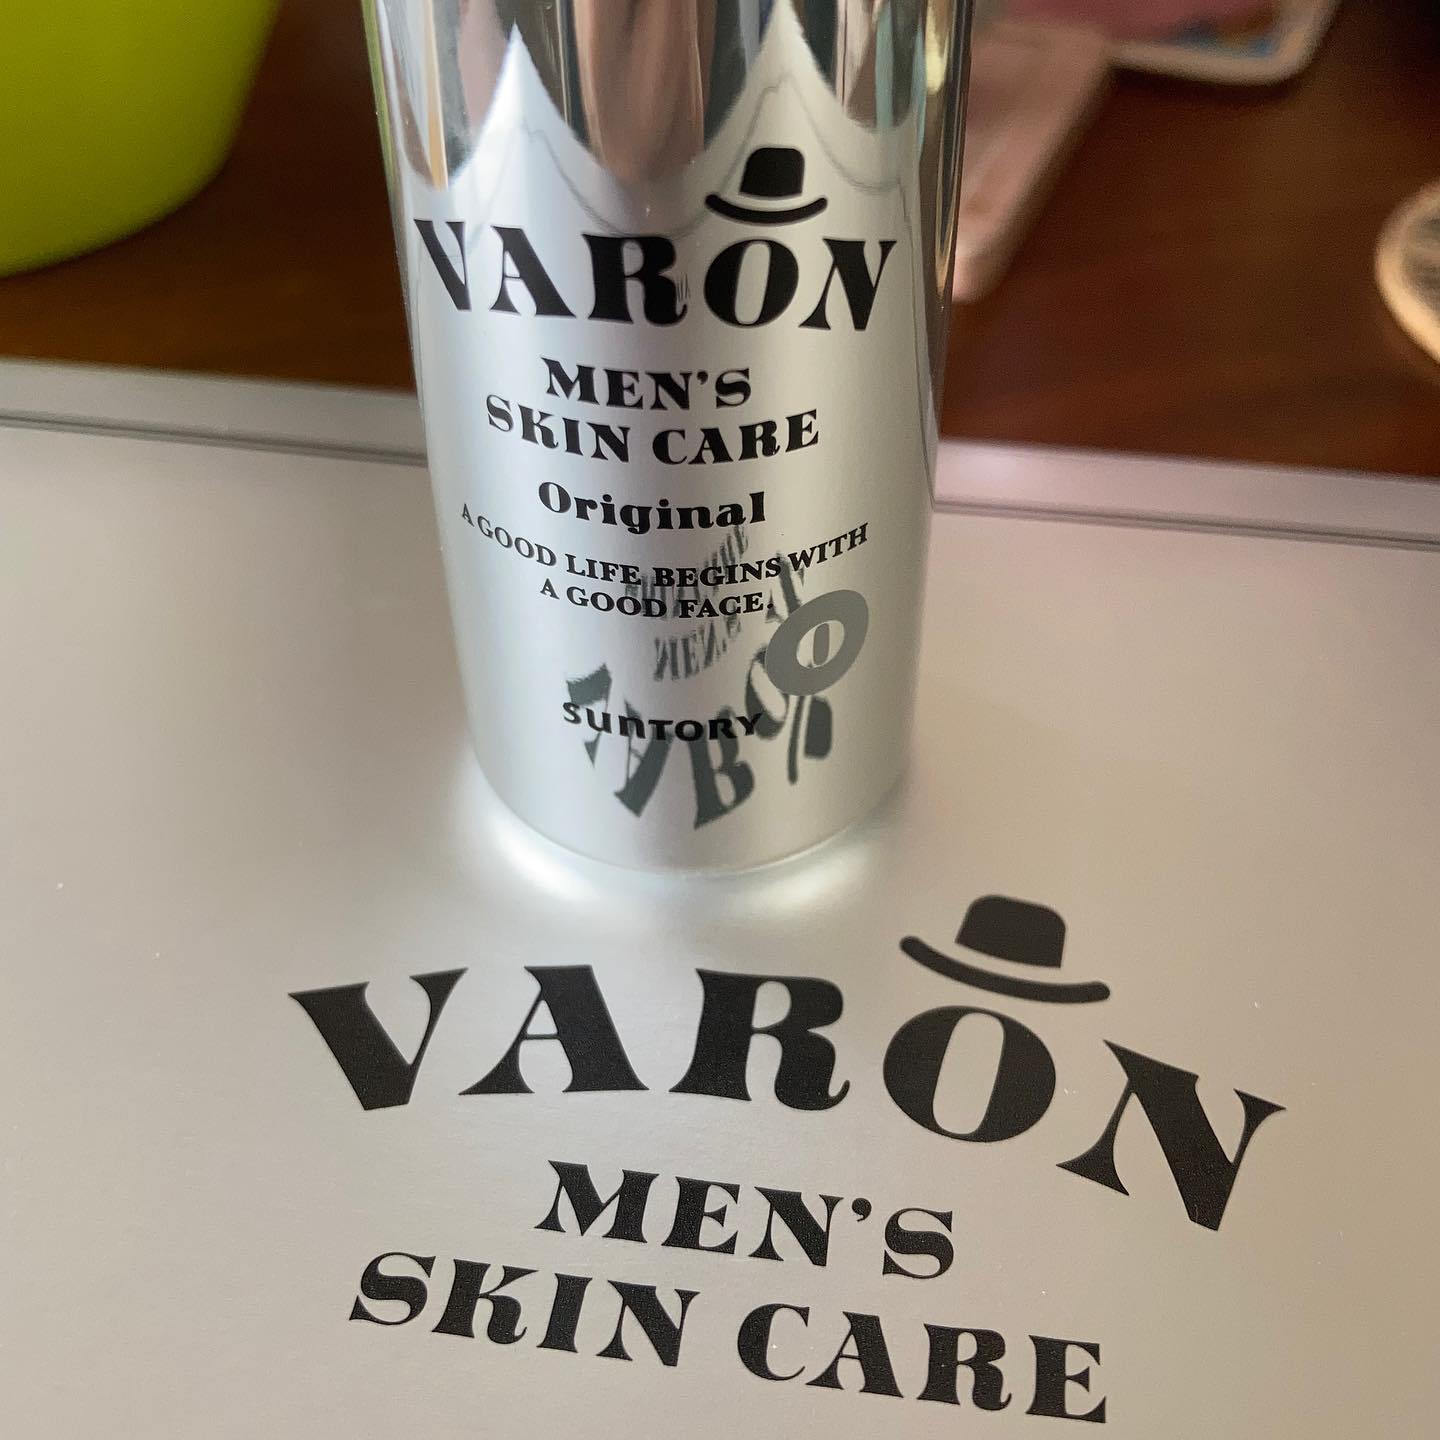 VARON
MEN'S
SKIN CARE
Original
A GOOD LIFE BEGINS WITH
A GOOD FACE.
O
SUNTORY
VARON
MEN'S
SKIN CARE